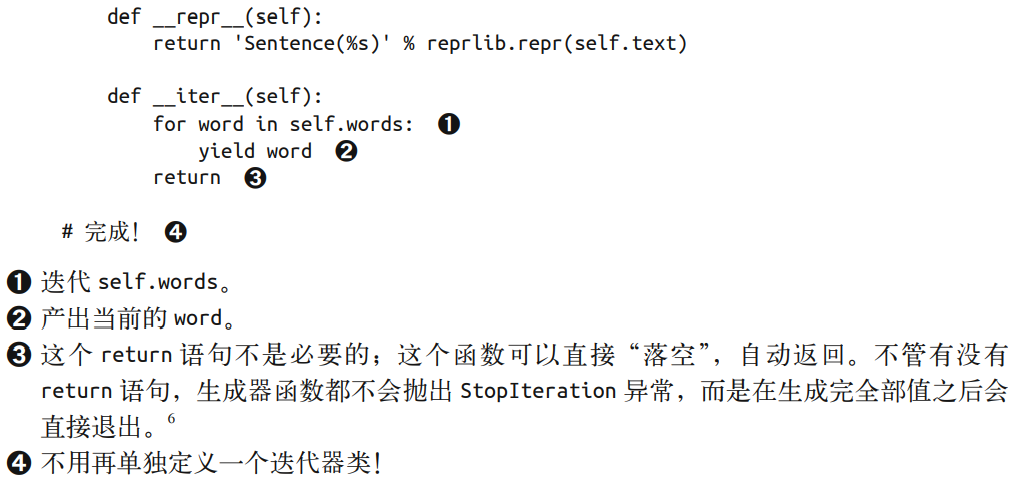 def __repr__(self):
return 'Sentence(%s)' % reprlib.repr(self.text)
def __iter__(self):
for word in self.words: ❶
yield word ❷
return ❸
# 完成！ ❹
❶ 迭代 self.words。
❷ 产出当前的 word。
❸ 这个 return 语句不是必要的；这个函数可以直接“落空”，自动返回。不管有没有
return 语句，生成器函数都不会抛出 StopIteration 异常，而是在生成完全部值之后会
直接退出。6
❹ 不用再单独定义一个迭代器类！